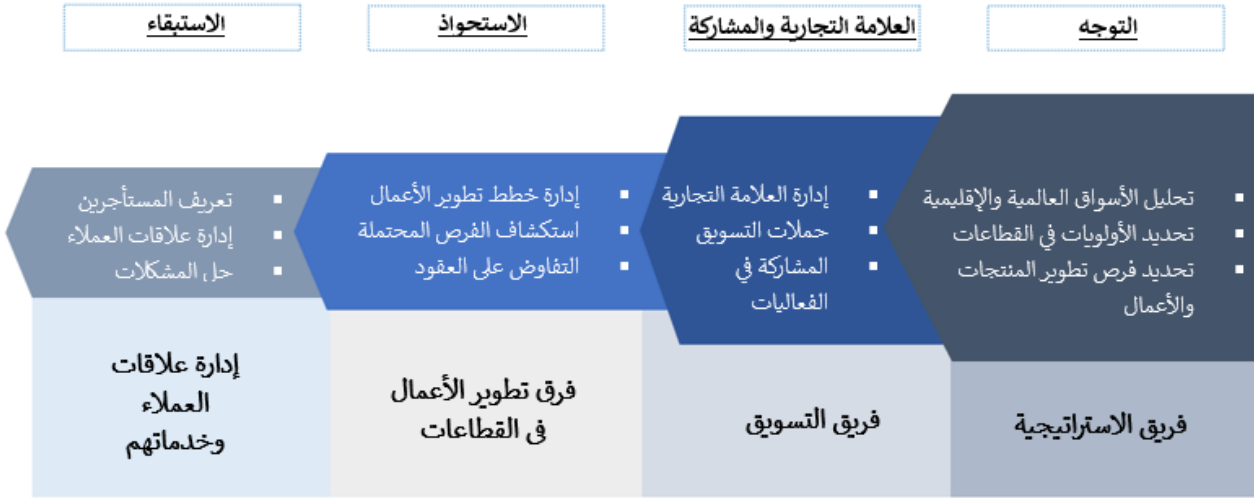 التوجه
العلامة التجارية والمشاركة
الاستحواذ
الاستبقاء
تحليل الأسواق العالمية والإقليمية
تحديد الأولويات في القطاعات
تحديد فرص تطوير المنتجات
والأعمال
إدارة العلامة التجارية
حملات التسويق
المشاركة في
الفعاليات
إدارة خطط تطوير الأعمال
استكشاف الفرص المحتملة
التفاوض على العقود
تعريف المستأجرين
إدارة علاقات العملاء
حل المشكلات
فريق الاستراتيجية
فريق التسويق
فرق تطوير الأعمال
في القطاعات
إدارة علاقات
العملاء
وخدماتهم